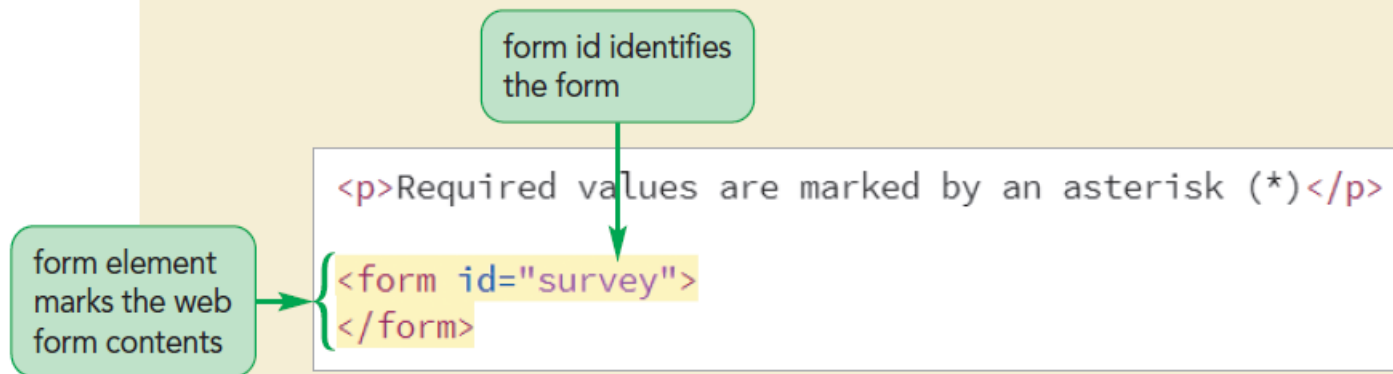 form id identifies
the form
<p>Required values are marked by an asterisk (*)</p>
form element
marks the web
form contents
<form id="survey">
</form>